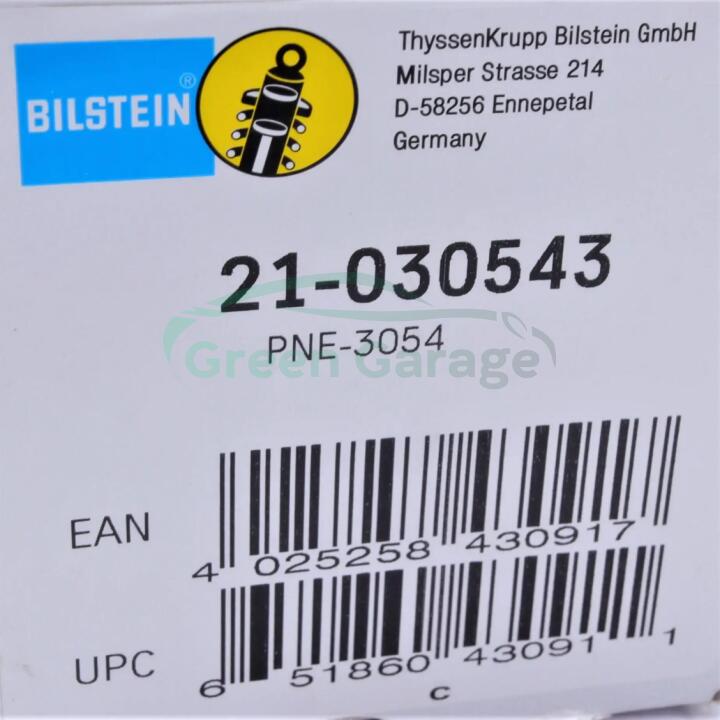 BILSTEIN®
ThyssenKrupp Bilstein GmbH
Milsper Strasse 214
D-58256 Ennepetal
Germany
21-030543
PNE-3054
Green Garage
EAN
4 025258 430917
UPC
6 51860 43091 1
C